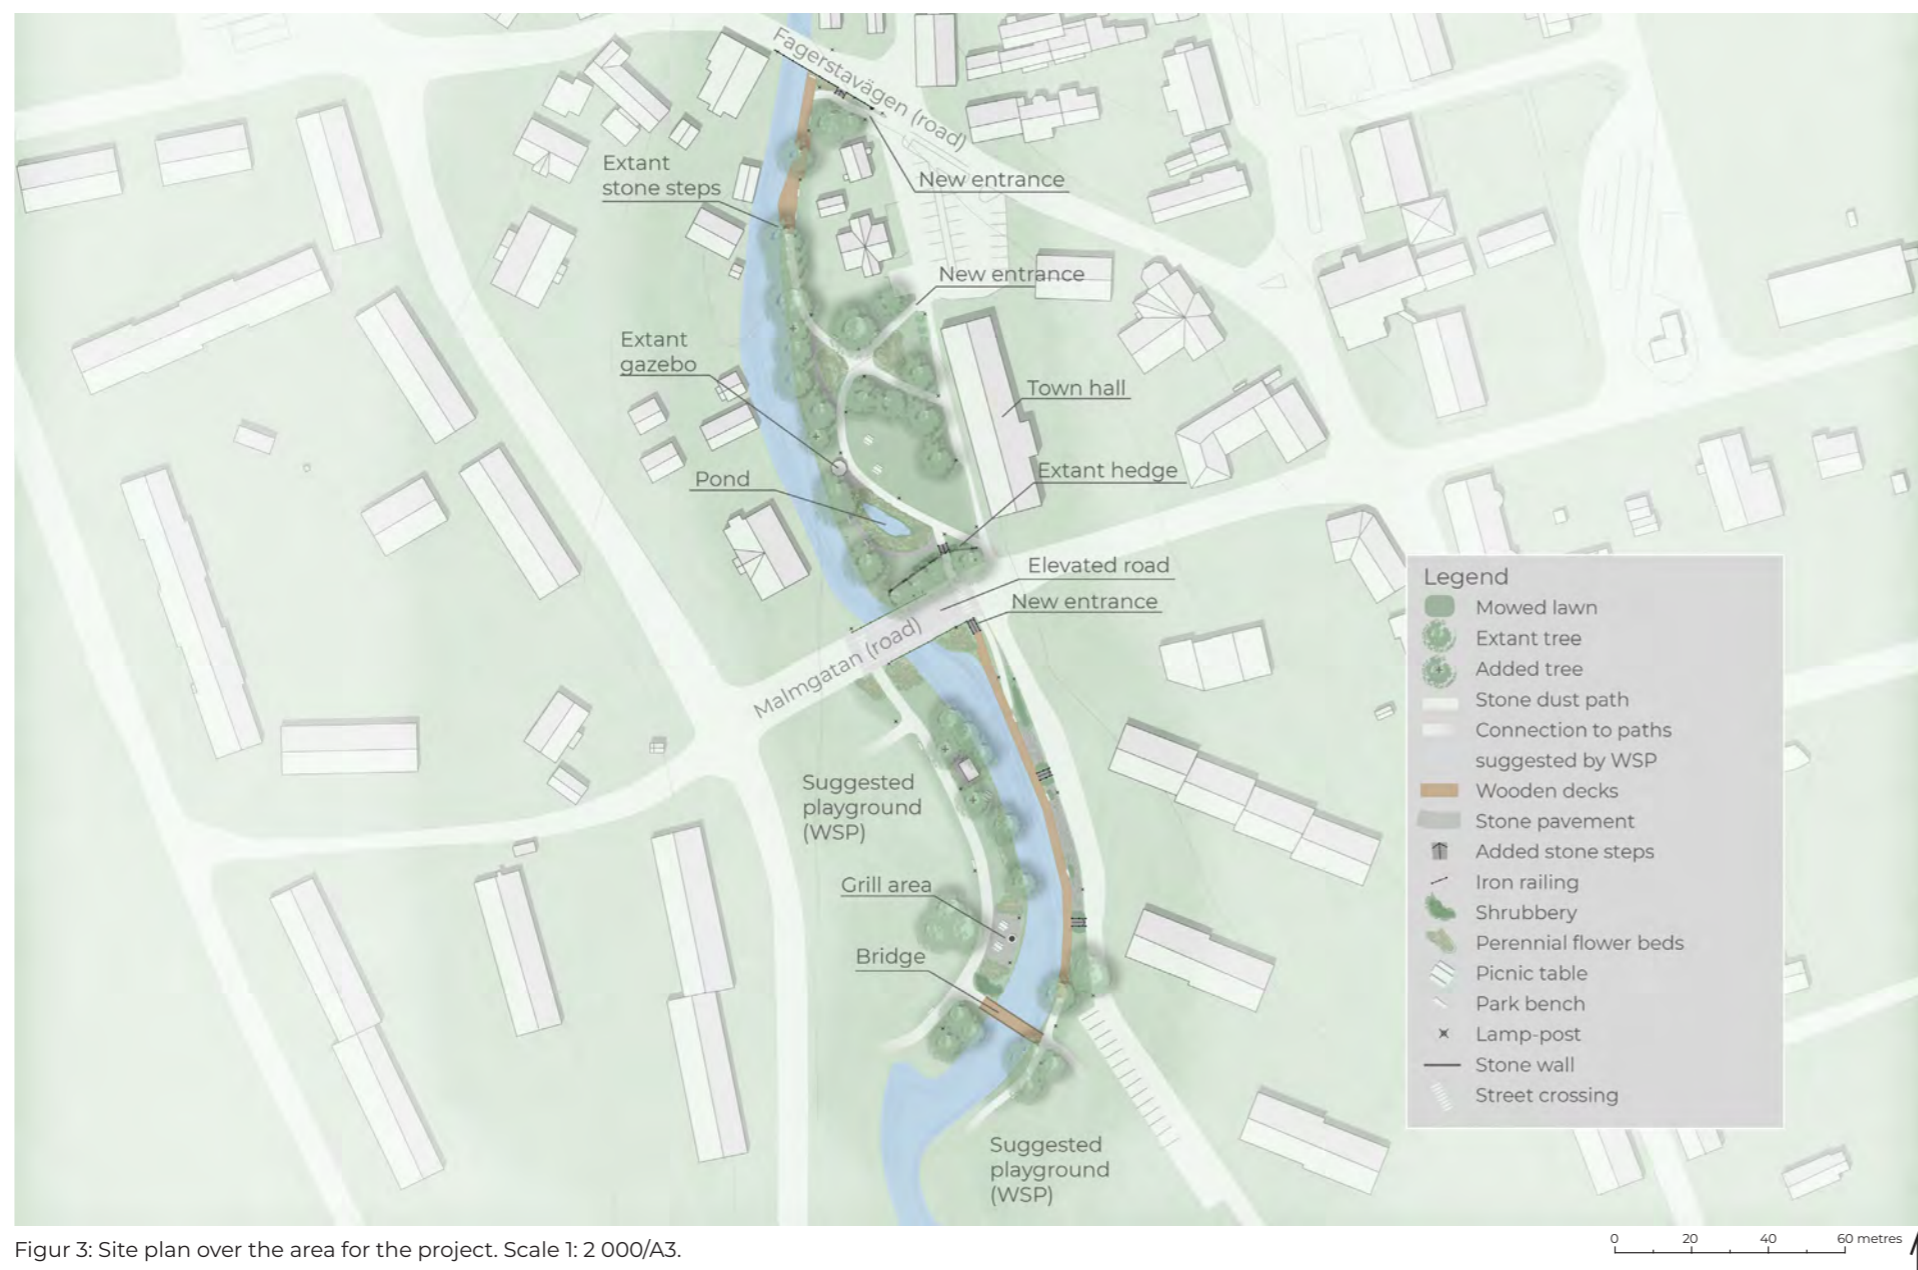 Fagerstavägen (road)
Extant
stone steps
New entrance
New entrance
Extant
gazebo
Town hall
Pond
Extant hedge
Elevated road
New entrance
Malmgatan (road)
Suggested
playground
(WSP)
Grill area
Bridge
Suggested
playground
(WSP)
Legend
Mowed lawn
Extant tree
Added tree
Stone dust path
Connection to paths
suggested by WSP
Wooden decks
Stone pavement
Added stone steps
Iron railing
Shrubbery
Perennial flower beds
Picnic table
Park bench
Lamp-post
Stone wall
Street crossing
Figur 3: Site plan over the area for the project. Scale 1: 2 000/A3.
0 20 40 60 metres